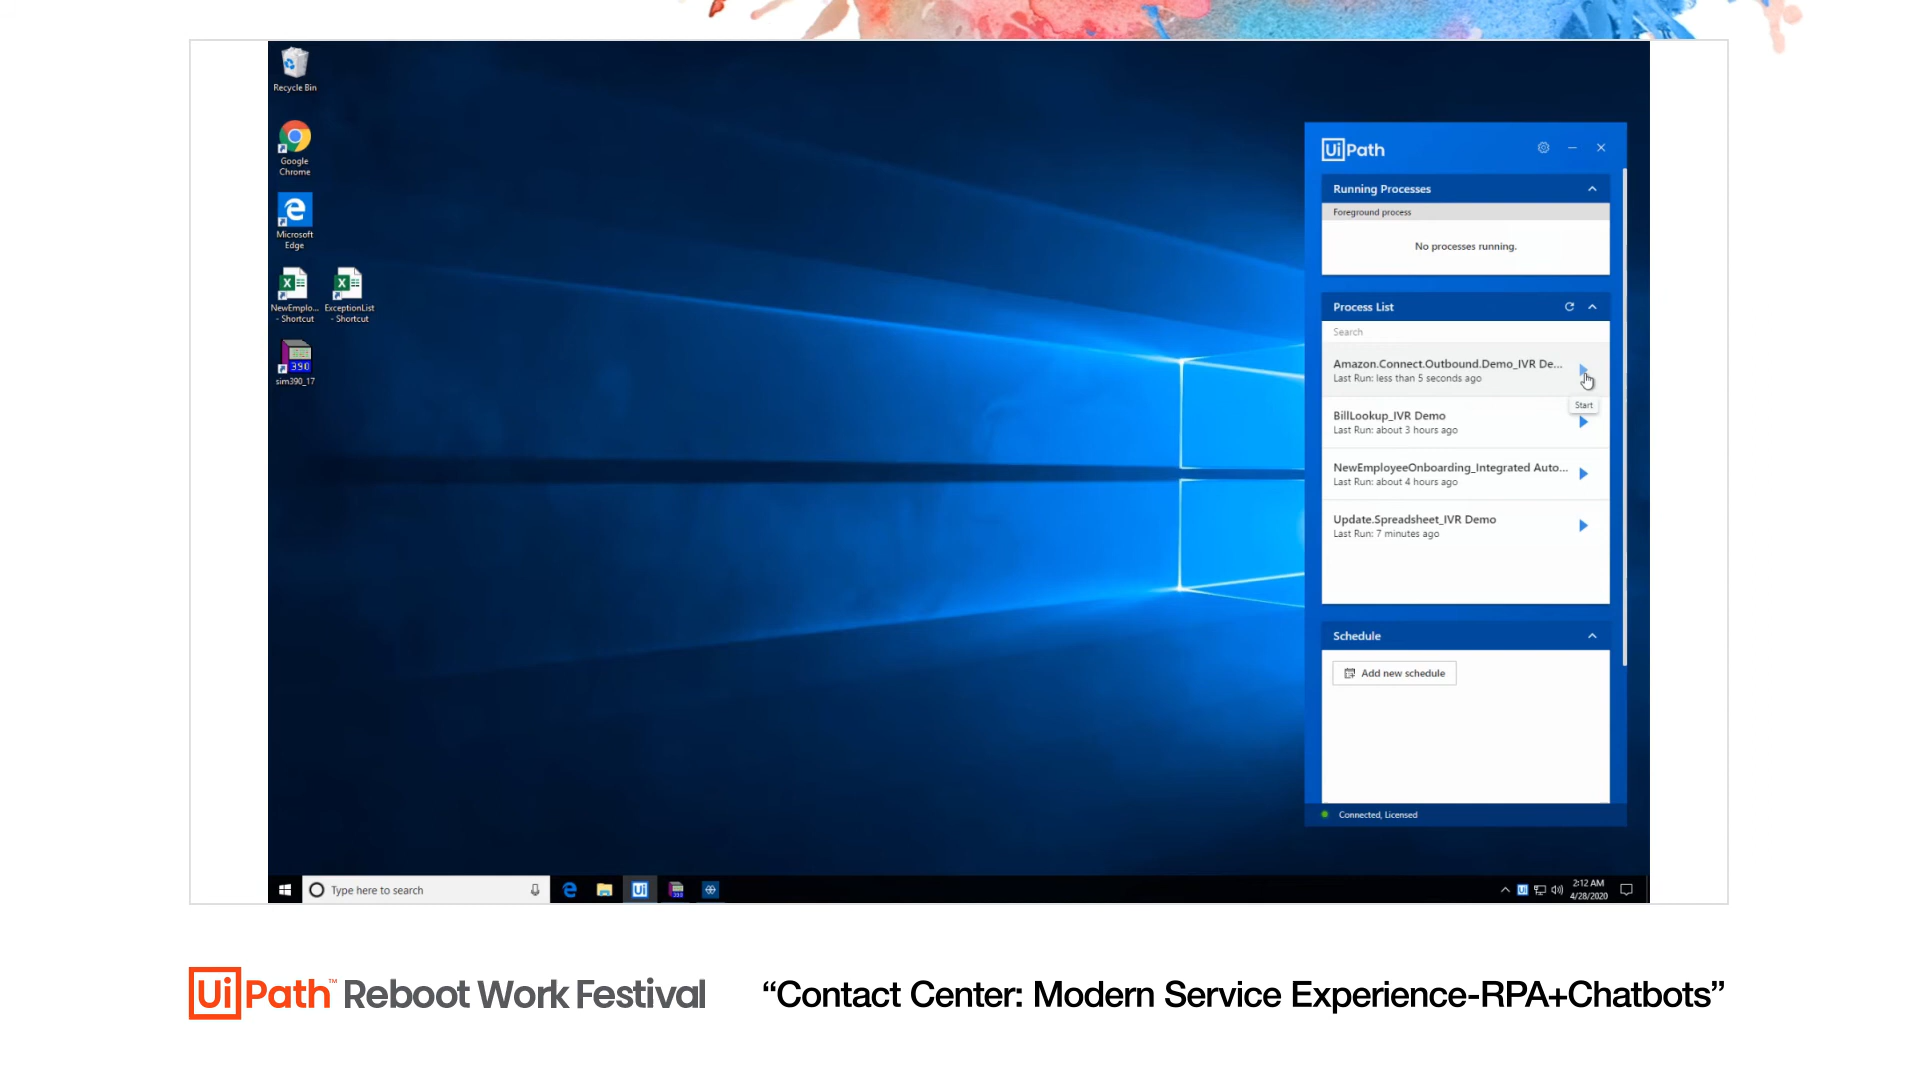 Recycle Bin
Google
Chrome
Microsoft
Edge
NewEmplo...
- Shortcut
ExceptionList
- Shortcut
390
sim390_17
UiPath
Running Processes
Foreground process
No processes running.
Process List
Search
Amazon.Connect.Outbound.Demo_IVR De...
Last Run: less than 5 seconds ago
Start
BillLookup_IVR Demo
Last Run: about 3 hours ago
NewEmployeeOnboarding_Integrated Auto...
Last Run: about 4 hours ago
Update.Spreadsheet_IVR Demo
Last Run: 7 minutes ago
Schedule
Add new schedule
Connected, Licensed
Type here to search
Ui
2:12 AM
4/28/2020
UiPath™ Reboot Work Festival
“Contact Center: Modern Service Experience-RPA+Chatbots”